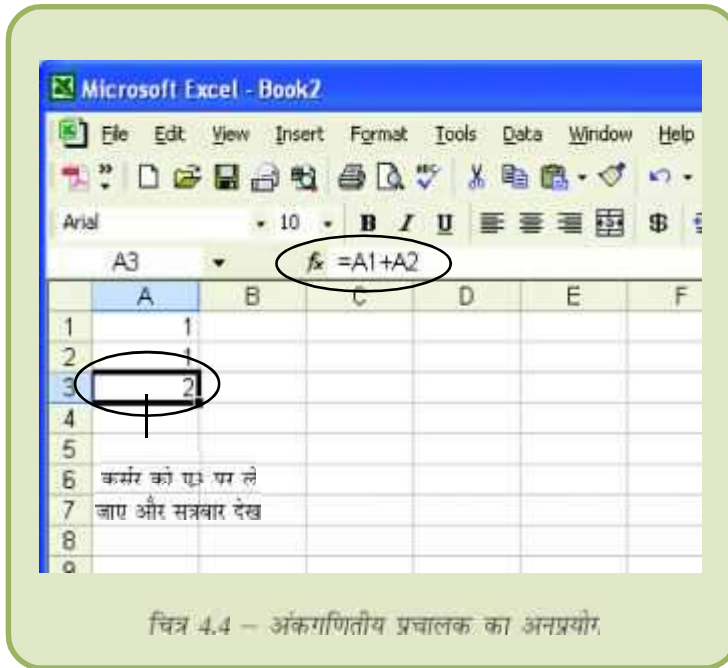 Microsoft Excel - Book2
File Edit View Insert Format Tools Data Window Help
Arial 10 B I U $
A3 fx =A1+A2
A B C D E F
1 1
2 1
3 2
4
5
6 कर्सर को ए3 पर ले
7 जाए और सत्रबार देख
8
9
चित्र 4.4 – अंकगणितीय प्रचालक का अनप्रयोग